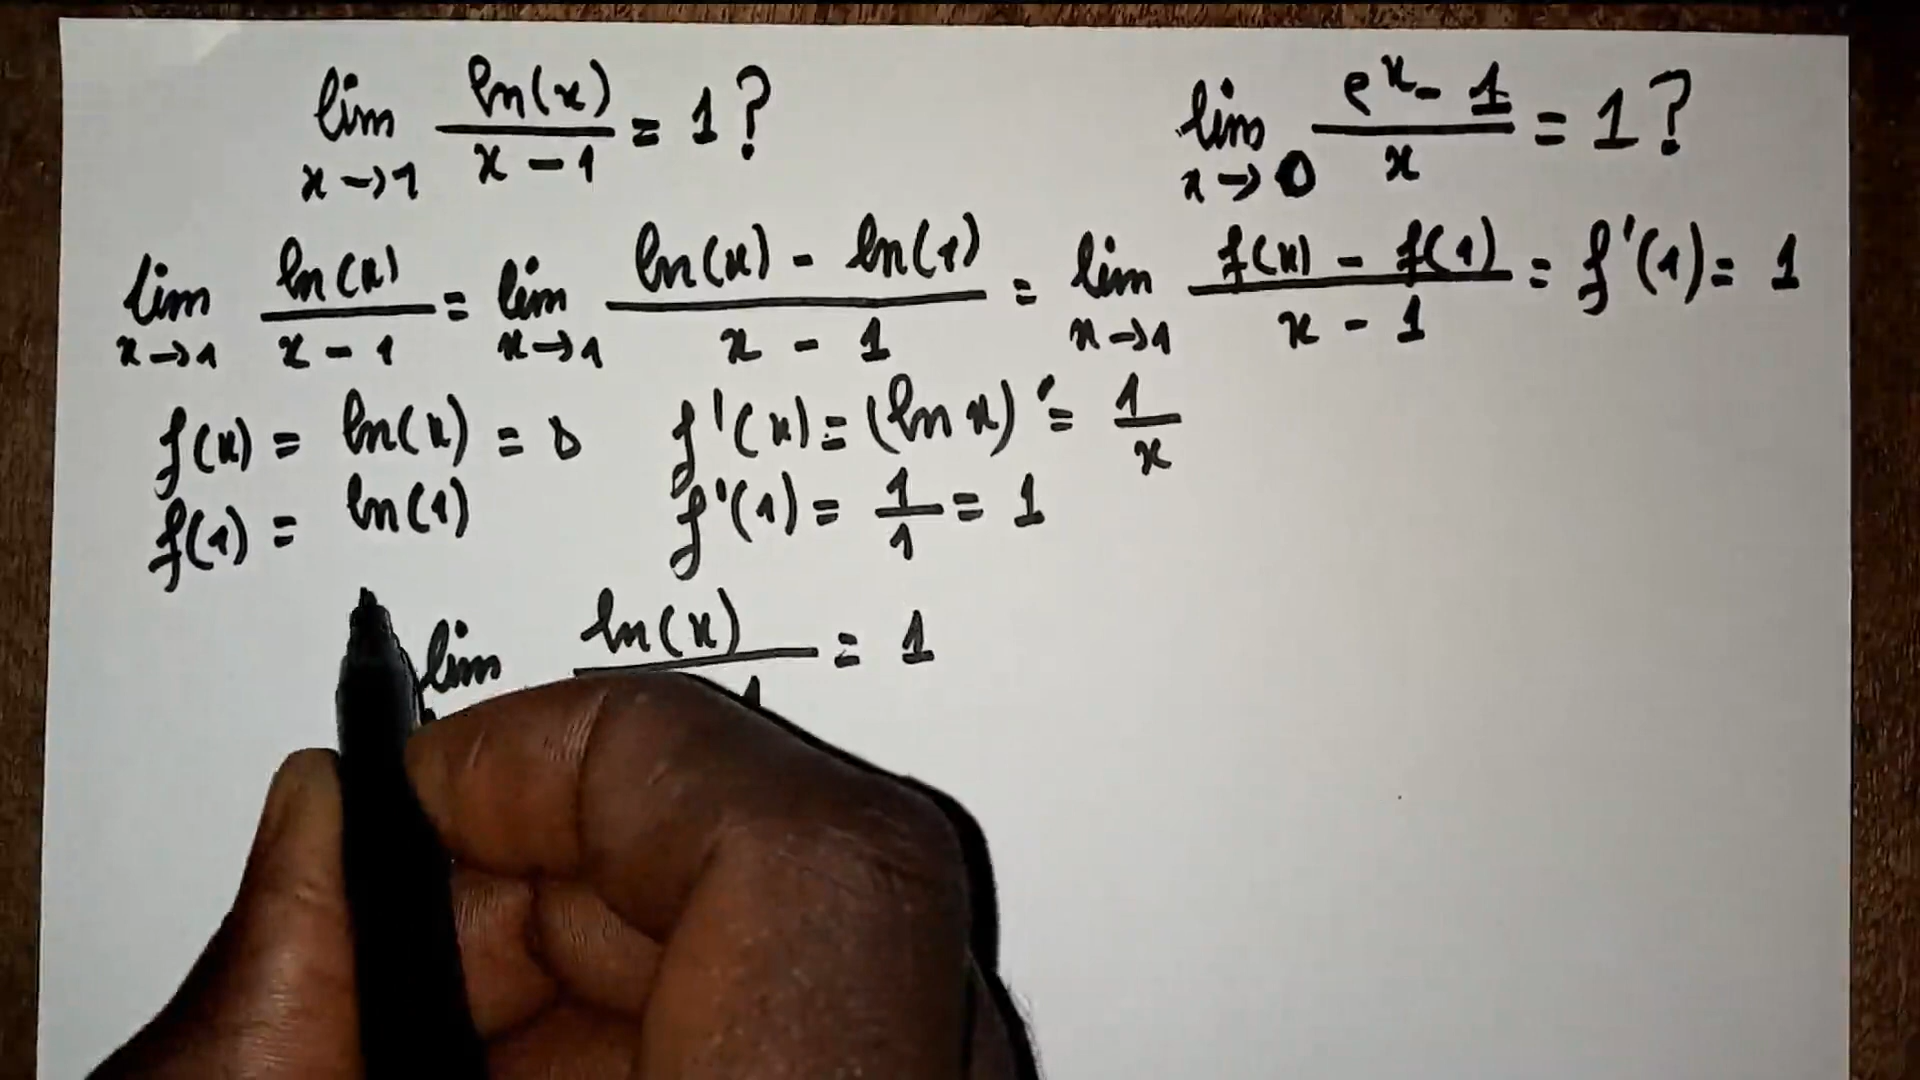 lim x→1 ln(x)/(x-1) = 1?
lim x→0 (e^x - 1)/x = 1?
lim x→1 ln(x)/(x-1) = lim x→1 (ln(x) - ln(1))/(x - 1) = lim x→1 (f(x) - f(1))/(x - 1) = f'(1) = 1
f(x) = ln(x) = 0 f'(x) = (ln x)' = 1/x
f(1) = ln(1) f'(1) = 1/1 = 1
lim ln(x) = 1